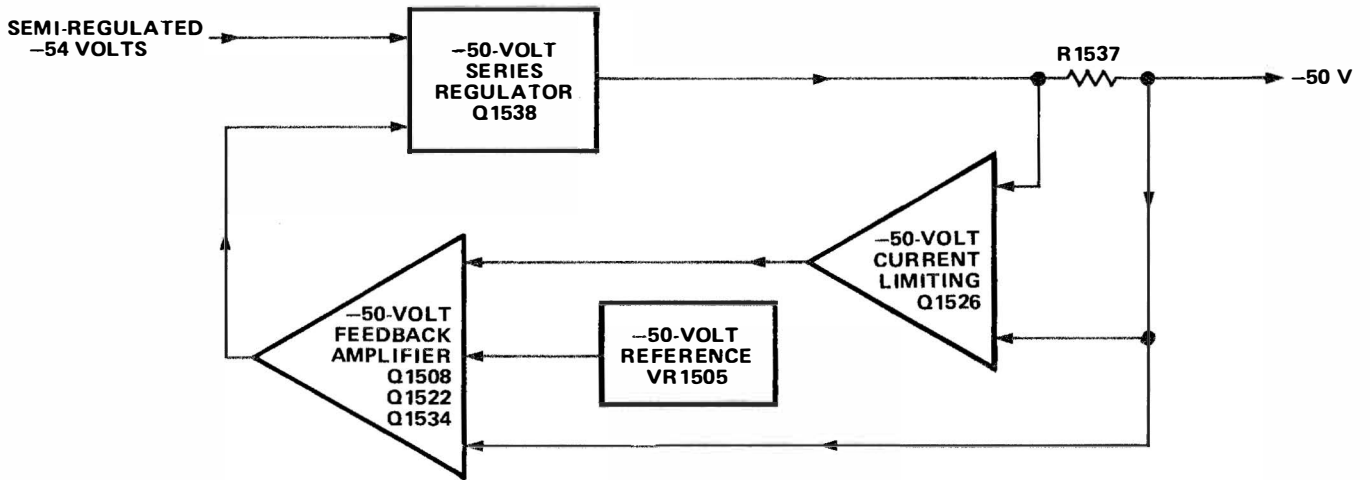 SEMI-REGULATED
–54 VOLTS
–50-VOLT
SERIES
REGULATOR
Q1538
R1537
–50 V
–50-VOLT
CURRENT
LIMITING
Q1526
–50-VOLT
FEEDBACK
AMPLIFIER
Q1508
Q1522
Q1534
–50-VOLT
REFERENCE
VR1505